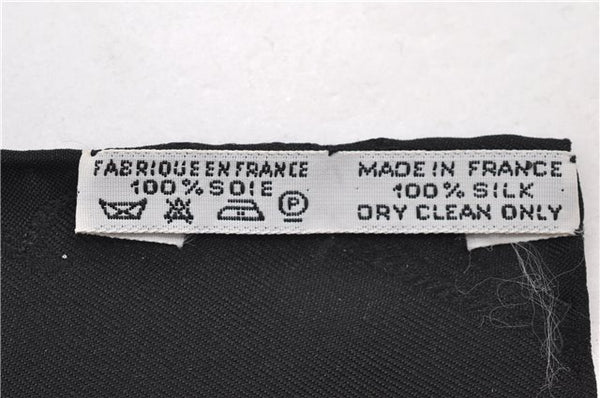 FABRIQUE EN FRANCE
100% SOIE
P
MADE IN FRANCE
100% SILK
DRY CLEAN ONLY